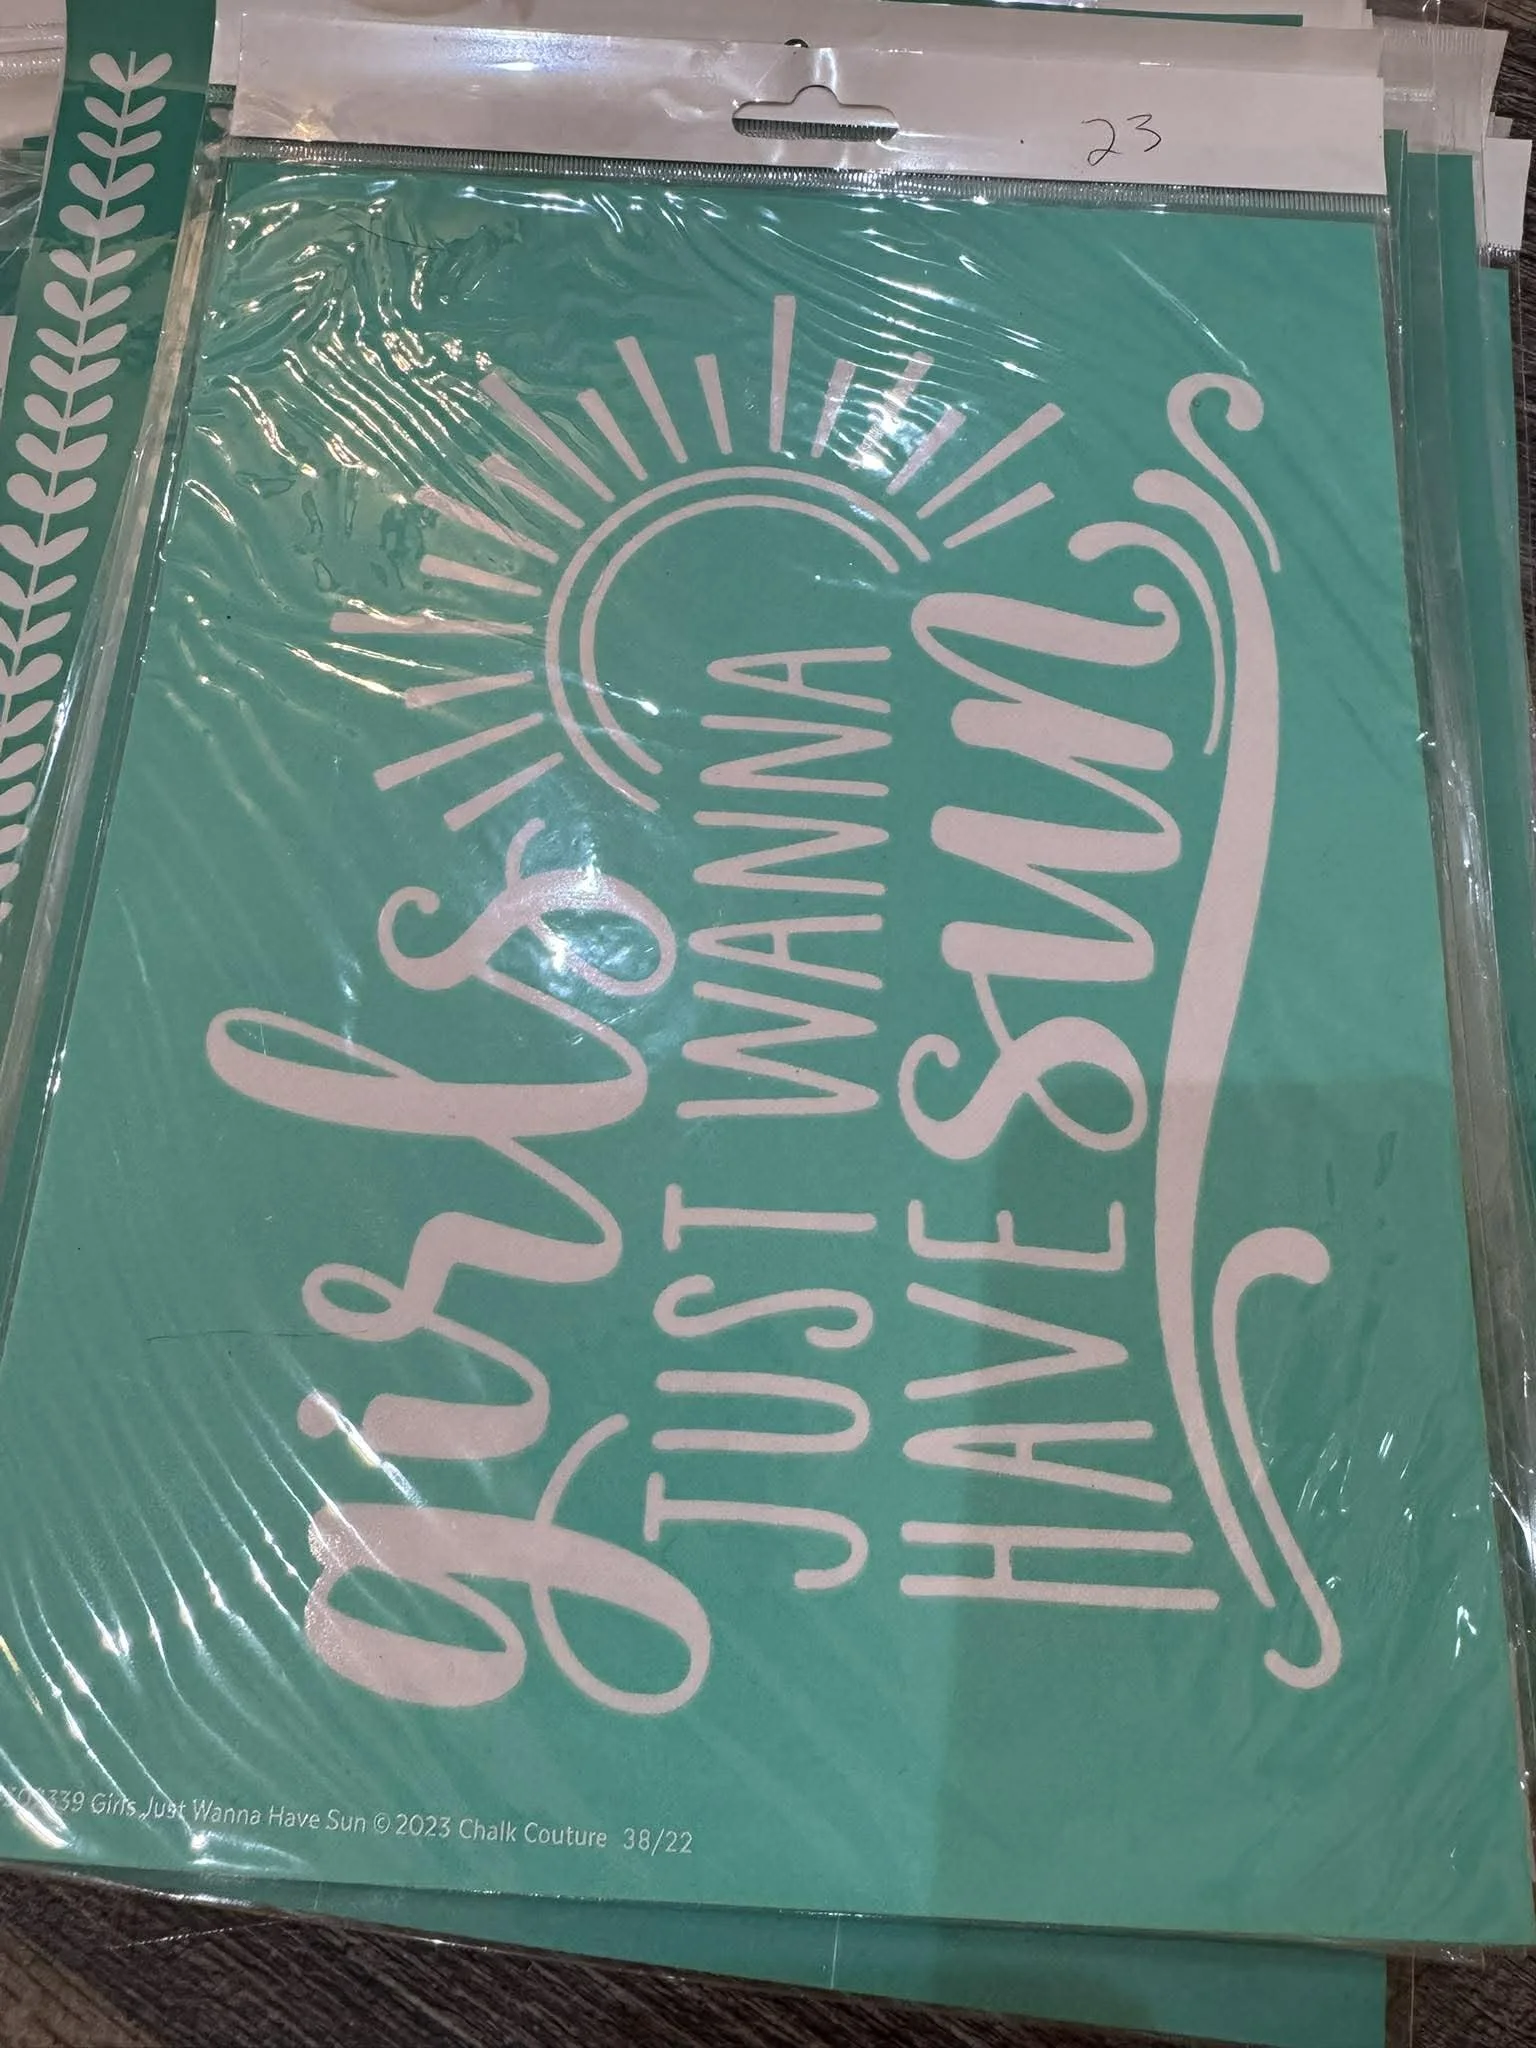 23
girls
JUST WANNA
HAVE sun
Girls Just Wanna Have Sun © 2023 Chalk Couture 38/22